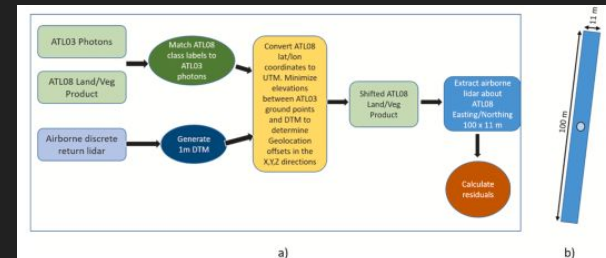 ATL03 Photons
ATL08 Land/Veg
Product
Airborne discrete
return lidar
Match ATL08
class labels to
ATL03
photons
Generate
1m DTM
Convert ATL08
lat/lon
coordinates to
UTM. Minimize
elevations
between ATL03
ground points
and DTM to
determine
Geolocation
offsets in the
X,Y,Z directions
Shifted ATL08
Land/Veg
Product
Extract airborne
lidar about
ATL08
Easting/Northing
100 x 11 m
Calculate
residuals
a)
11 m
100 m
b)